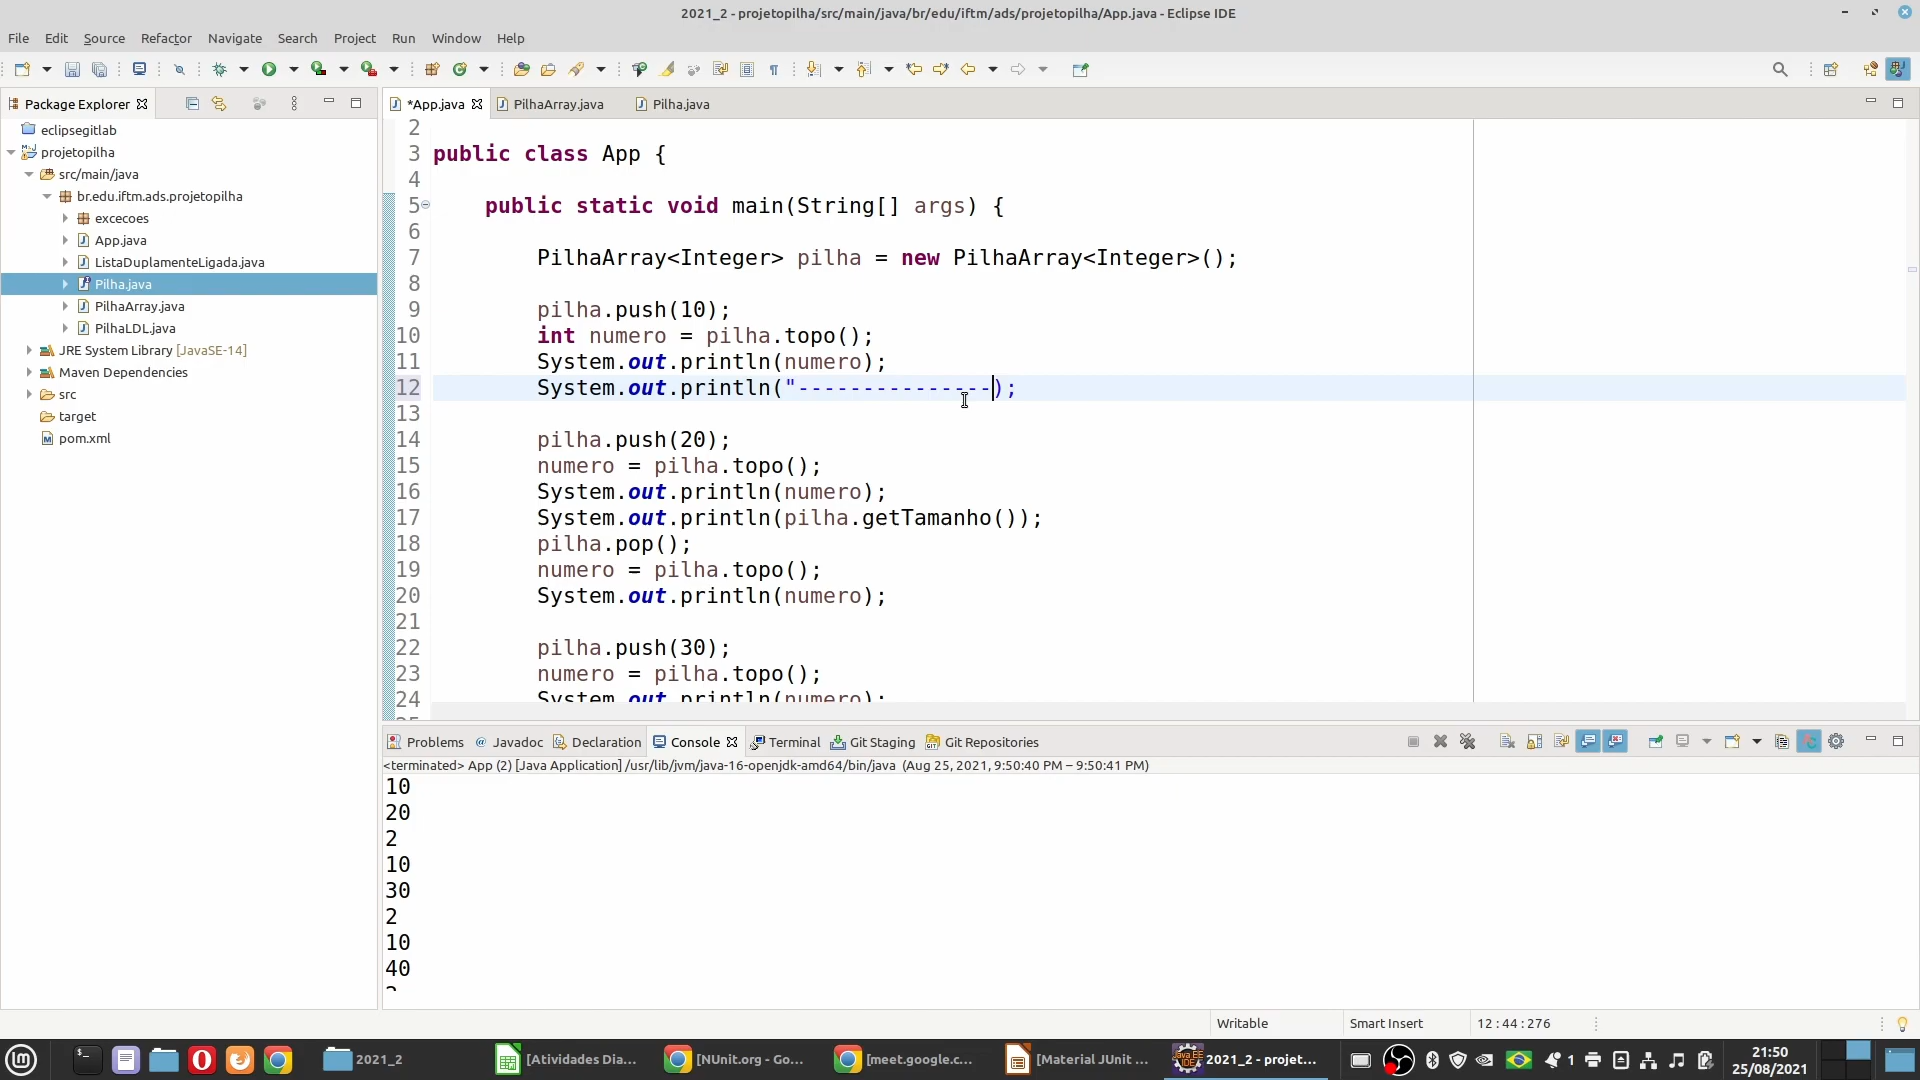 2021_2 - projetopilha/src/main/java/br/edu/iftm/ads/projetopilha/App.java - Eclipse IDE
File Edit Source Refactor Navigate Search Project Run Window Help
Package Explorer
eclipsegitlab
projetopilha
src/main/java
br.edu.iftm.ads.projetopilha
excecoes
App.java
ListaDuplamenteLigada.java
Pilha.java
PilhaArray.java
PilhaLDL.java
JRE System Library [JavaSE-14]
Maven Dependencies
src
target
pom.xml
*App.java PilhaArray.java Pilha.java
2
3 public class App {
4
5 public static void main(String[] args) {
6
7 PilhaArray<Integer> pilha = new PilhaArray<Integer>();
8
9 pilha.push(10);
10 int numero = pilha.topo();
11 System.out.println(numero);
12 System.out.println("---------------);
13
14 pilha.push(20);
15 numero = pilha.topo();
16 System.out.println(numero);
17 System.out.println(pilha.getTamanho());
18 pilha.pop();
19 numero = pilha.topo();
20 System.out.println(numero);
21
22 pilha.push(30);
23 numero = pilha.topo();
24 System.out.println(numero);
Problems @ Javadoc Declaration Console Terminal Git Staging Git Repositories
<terminated> App (2) [Java Application] /usr/lib/jvm/java-16-openjdk-amd64/bin/java (Aug 25, 2021, 9:50:40 PM – 9:50:41 PM)
10
20
2
10
30
2
10
40
Writable Smart Insert 12 : 44 : 276
2021_2 [Atividades Dia... [NUnit.org - Go... [meet.google.c... [Material JUnit ... 2021_2 - projet... 1 21:50
25/08/2021